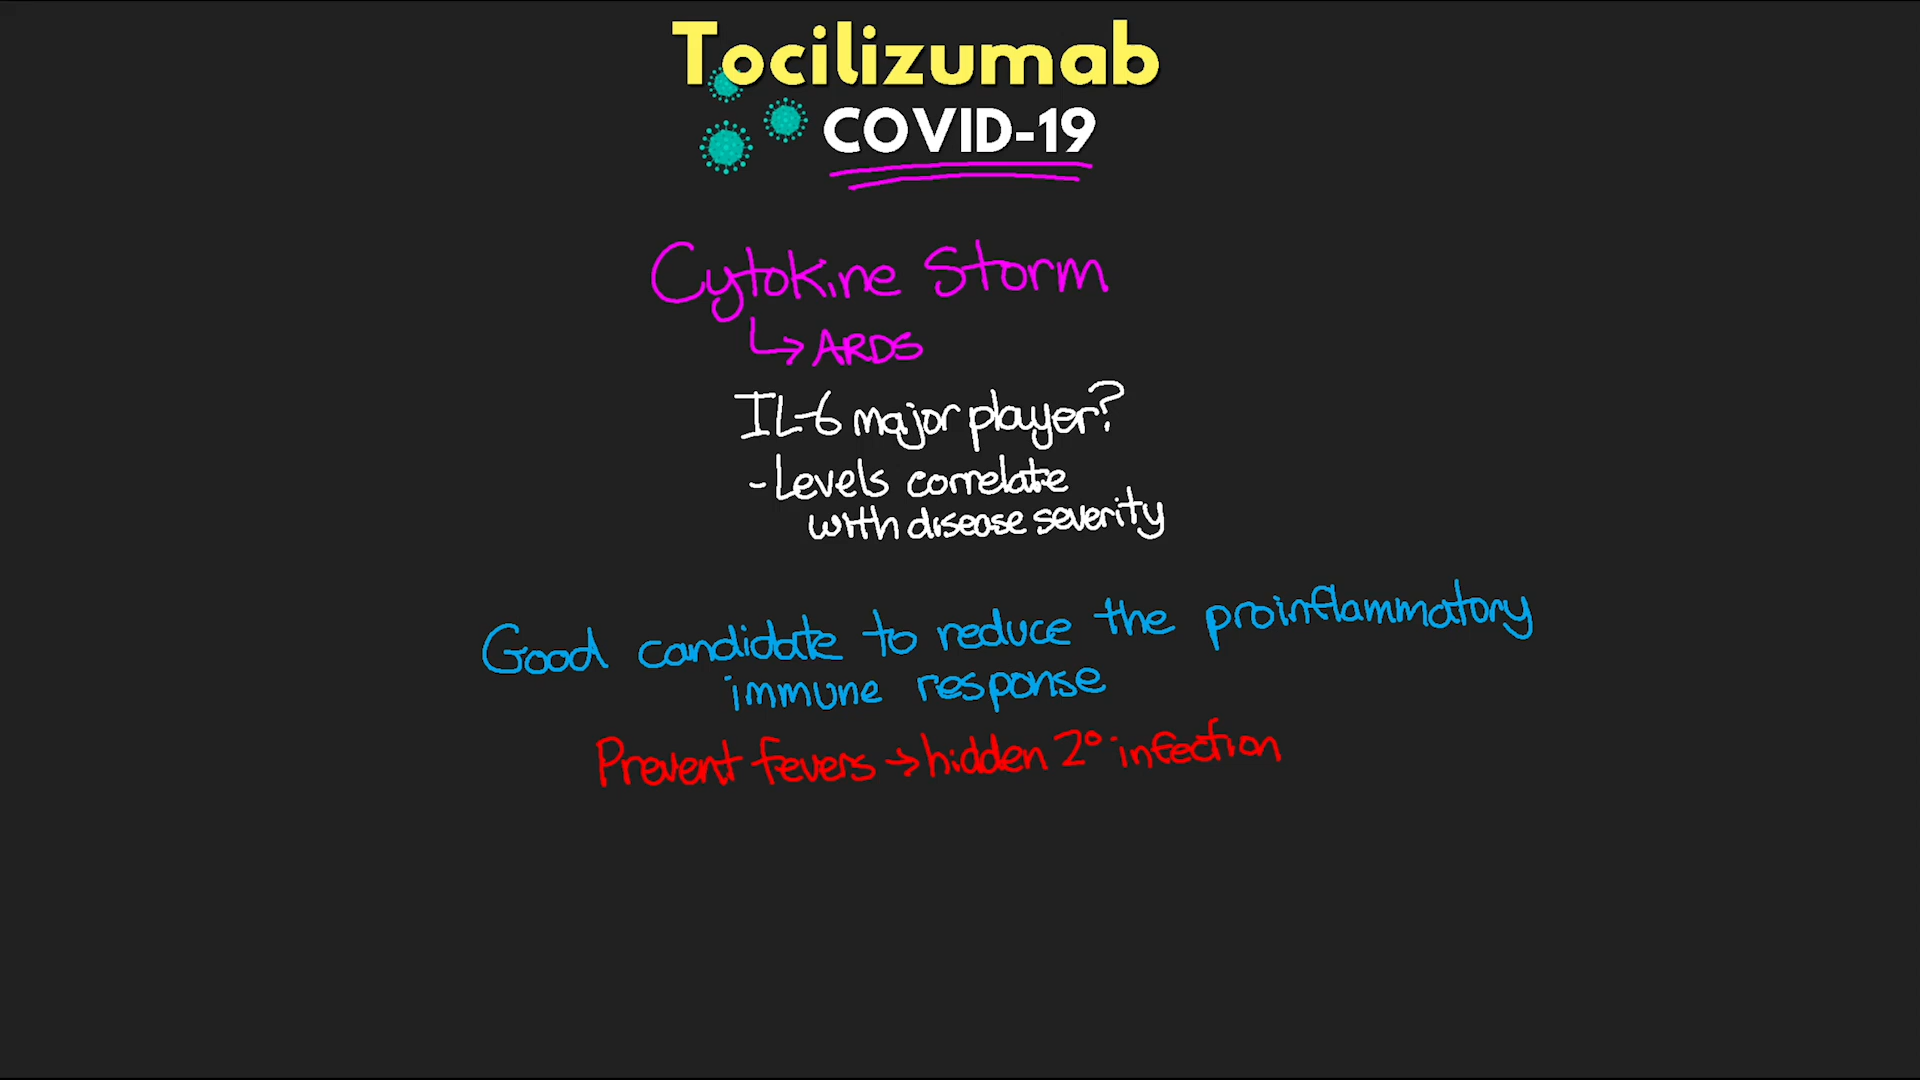 Tocilizumab
COVID-19
Cytokine Storm
↳ ARDS
IL-6 major player?
- Levels correlate
with disease severity
Good candidate to reduce the proinflammatory
immune response
Prevent fevers → hidden 2° infection